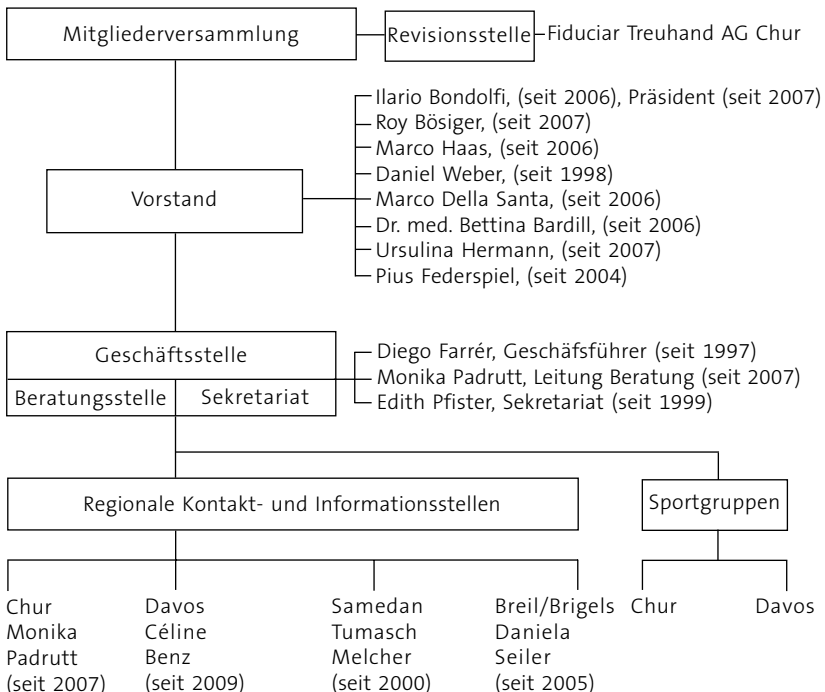 Mitgliederversammlung
Revisionsstelle
Fiduciar Treuhand AG Chur
Vorstand
Ilario Bondolfi, (seit 2006), Präsident (seit 2007)
Roy Bösiger, (seit 2007)
Marco Haas, (seit 2006)
Daniel Weber, (seit 1998)
Marco Della Santa, (seit 2006)
Dr. med. Bettina Bardill, (seit 2006)
Ursulina Hermann, (seit 2007)
Pius Federspiel, (seit 2004)
Geschäftsstelle
Beratungsstelle
Sekretariat
Diego Farrér, Geschäfsführer (seit 1997)
Monika Padrutt, Leitung Beratung (seit 2007)
Edith Pfister, Sekretariat (seit 1999)
Regionale Kontakt- und Informationsstellen
Sportgruppen
Chur
Monika
Padrutt
(seit 2007)
Davos
Céline
Benz
(seit 2009)
Samedan
Tumasch
Melcher
(seit 2000)
Breil/Brigels
Daniela
Seiler
(seit 2005)
Chur
Davos